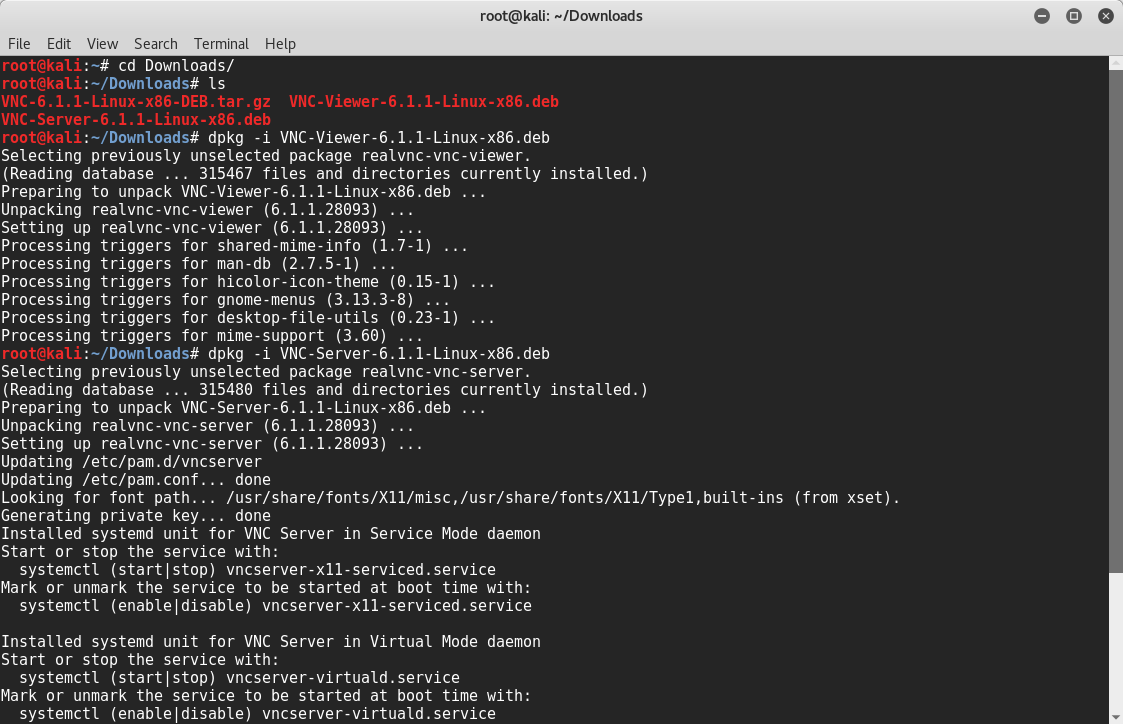 root@kali: ~/Downloads
File Edit View Search Terminal Help
root@kali:~# cd Downloads/
root@kali:~/Downloads# ls
VNC-6.1.1-Linux-x86-DEB.tar.gz  VNC-Viewer-6.1.1-Linux-x86.deb
VNC-Server-6.1.1-Linux-x86.deb
root@kali:~/Downloads# dpkg -i VNC-Viewer-6.1.1-Linux-x86.deb
Selecting previously unselected package realvnc-vnc-viewer.
(Reading database ... 315467 files and directories currently installed.)
Preparing to unpack VNC-Viewer-6.1.1-Linux-x86.deb ...
Unpacking realvnc-vnc-viewer (6.1.1.28093) ...
Setting up realvnc-vnc-viewer (6.1.1.28093) ...
Processing triggers for shared-mime-info (1.7-1) ...
Processing triggers for man-db (2.7.5-1) ...
Processing triggers for hicolor-icon-theme (0.15-1) ...
Processing triggers for gnome-menus (3.13.3-8) ...
Processing triggers for desktop-file-utils (0.23-1) ...
Processing triggers for mime-support (3.60) ...
root@kali:~/Downloads# dpkg -i VNC-Server-6.1.1-Linux-x86.deb
Selecting previously unselected package realvnc-vnc-server.
(Reading database ... 315480 files and directories currently installed.)
Preparing to unpack VNC-Server-6.1.1-Linux-x86.deb ...
Unpacking realvnc-vnc-server (6.1.1.28093) ...
Setting up realvnc-vnc-server (6.1.1.28093) ...
Updating /etc/pam.d/vncserver
Updating /etc/pam.conf... done
Looking for font path... /usr/share/fonts/X11/misc,/usr/share/fonts/X11/Type1,built-ins (from xset).
Generating private key... done
Installed systemd unit for VNC Server in Service Mode daemon
Start or stop the service with:
  systemctl (start|stop) vncserver-x11-serviced.service
Mark or unmark the service to be started at boot time with:
  systemctl (enable|disable) vncserver-x11-serviced.service

Installed systemd unit for VNC Server in Virtual Mode daemon
Start or stop the service with:
  systemctl (start|stop) vncserver-virtuald.service
Mark or unmark the service to be started at boot time with:
  systemctl (enable|disable) vncserver-virtuald.service